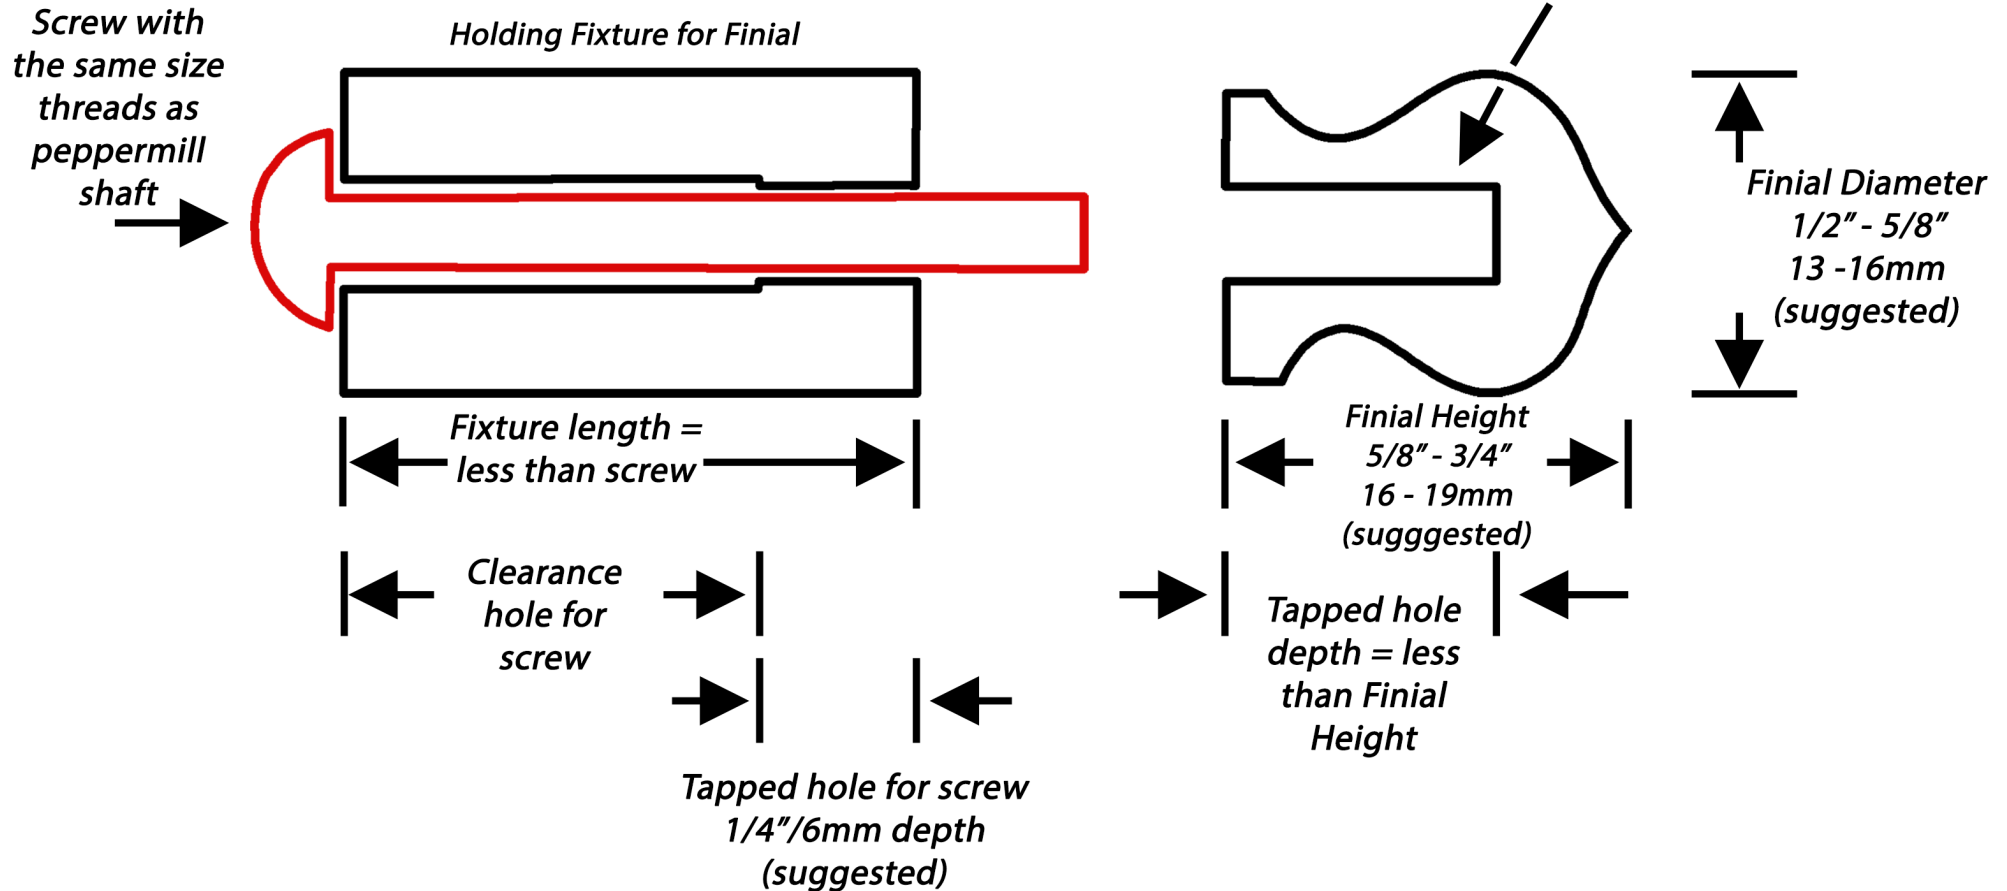 Screw with
the same size
threads as
peppermill
shaft
Holding Fixture for Finial
Finial Diameter
1/2" - 5/8"
13 -16mm
(suggested)
Fixture length =
less than screw
Finial Height
5/8" - 3/4"
16 - 19mm
(sugggested)
Clearance
hole for
screw
Tapped hole
depth = less
than Finial
Height
Tapped hole for screw
1/4"/6mm depth
(suggested)